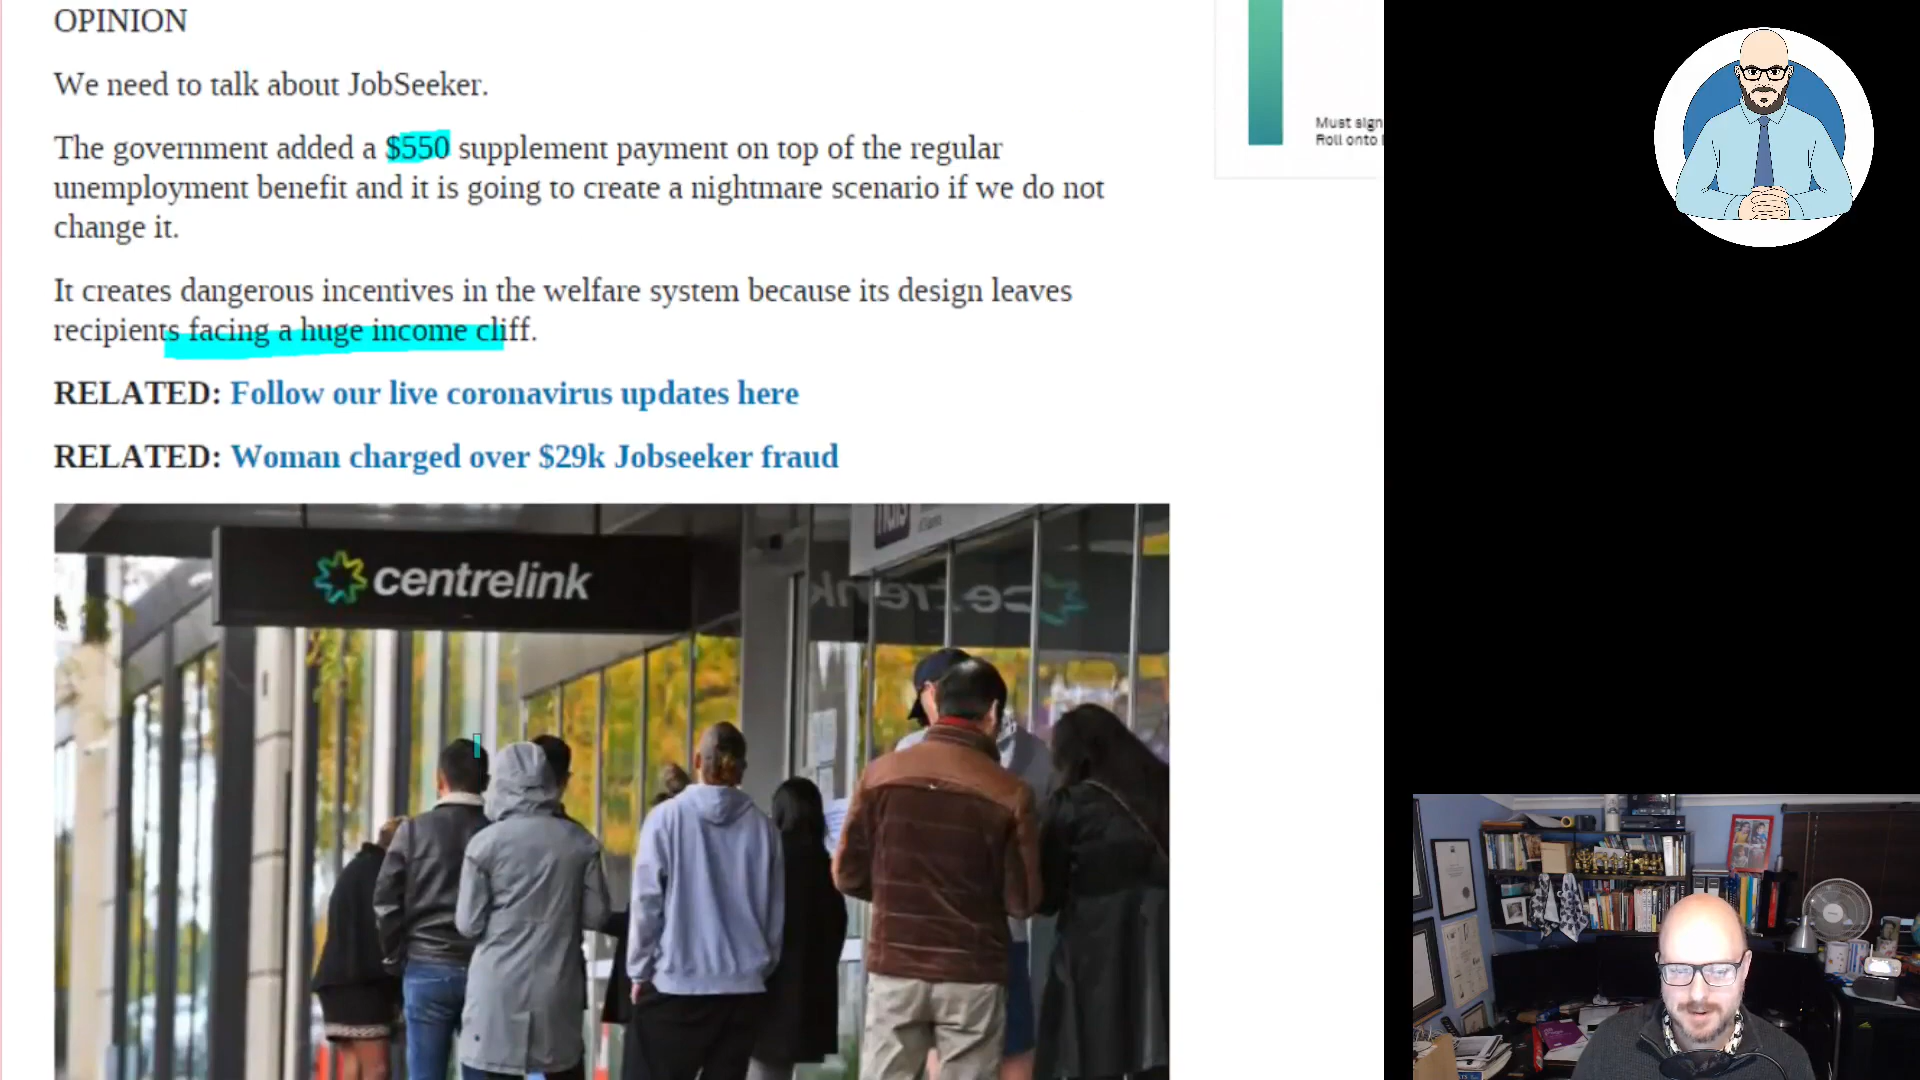 OPINION
We need to talk about JobSeeker.
The government added a $550 supplement payment on top of the regular
unemployment benefit and it is going to create a nightmare scenario if we do not
change it.
It creates dangerous incentives in the welfare system because its design leaves
recipients facing a huge income cliff.
RELATED: Follow our live coronavirus updates here
RELATED: Woman charged over $29k Jobseeker fraud
Must sign
Roll onto
centrelink